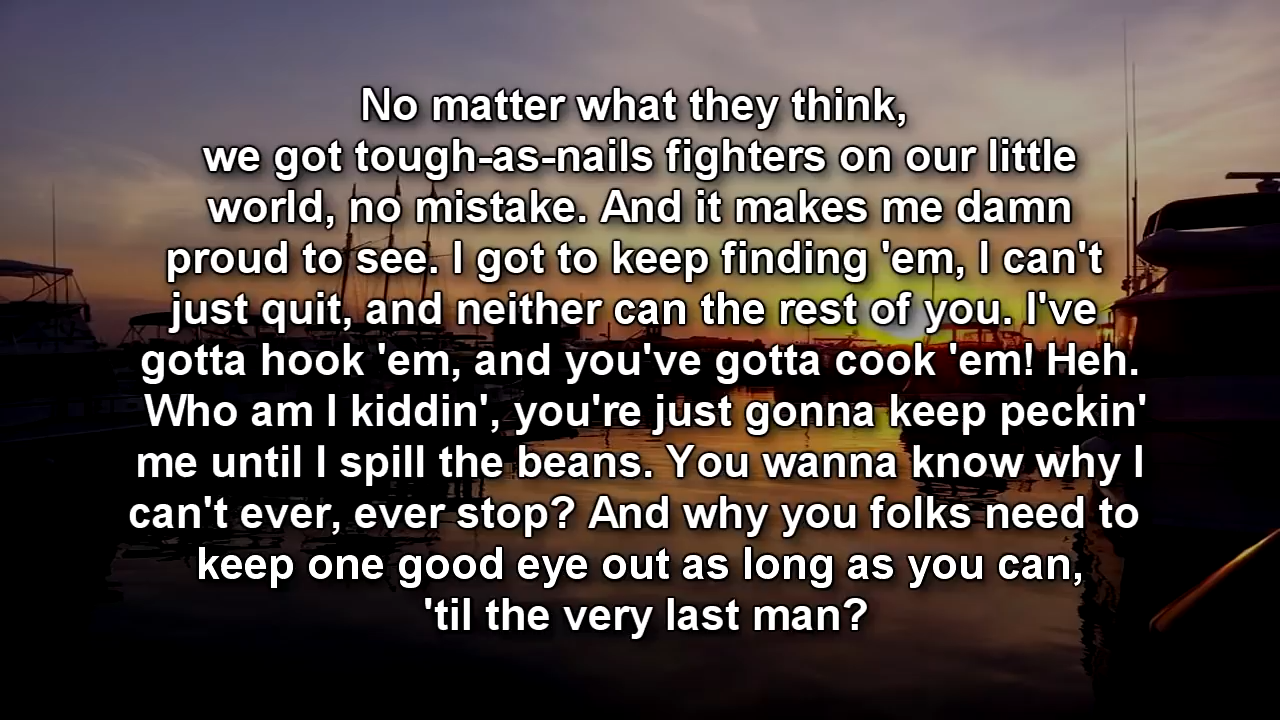 No matter what they think,
we got tough-as-nails fighters on our little
world, no mistake. And it makes me damn
proud to see. I got to keep finding 'em, I can't
just quit, and neither can the rest of you. I've
gotta hook 'em, and you've gotta cook 'em! Heh.
Who am I kiddin', you're just gonna keep peckin'
me until I spill the beans. You wanna know why I
can't ever, ever stop? And why you folks need to
keep one good eye out as long as you can,
'til the very last man?